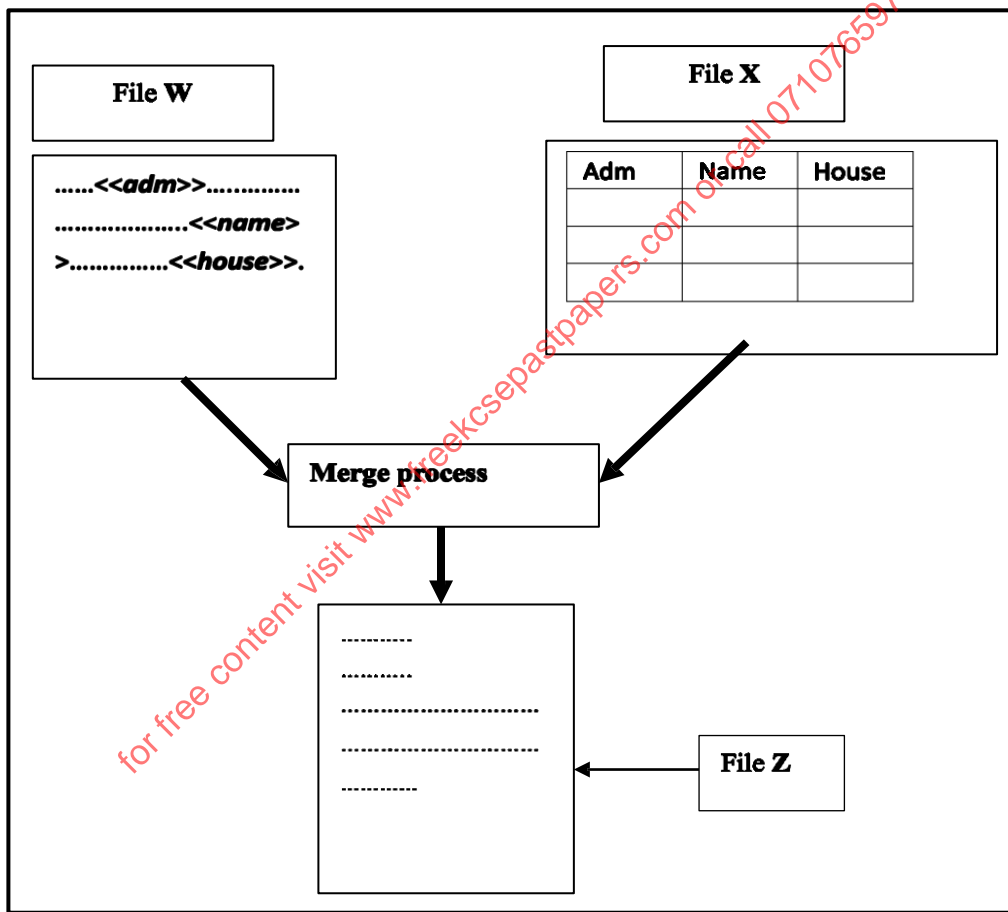 File W
File X
......<<adm>>................
....................<<name>
>.................<<house>>.
Adm Name House
Merge process
-----------
-----------
------------------------------
------------------------------
------------
File Z
for free content visit www.freekcsepastpapers.com or call 071076597